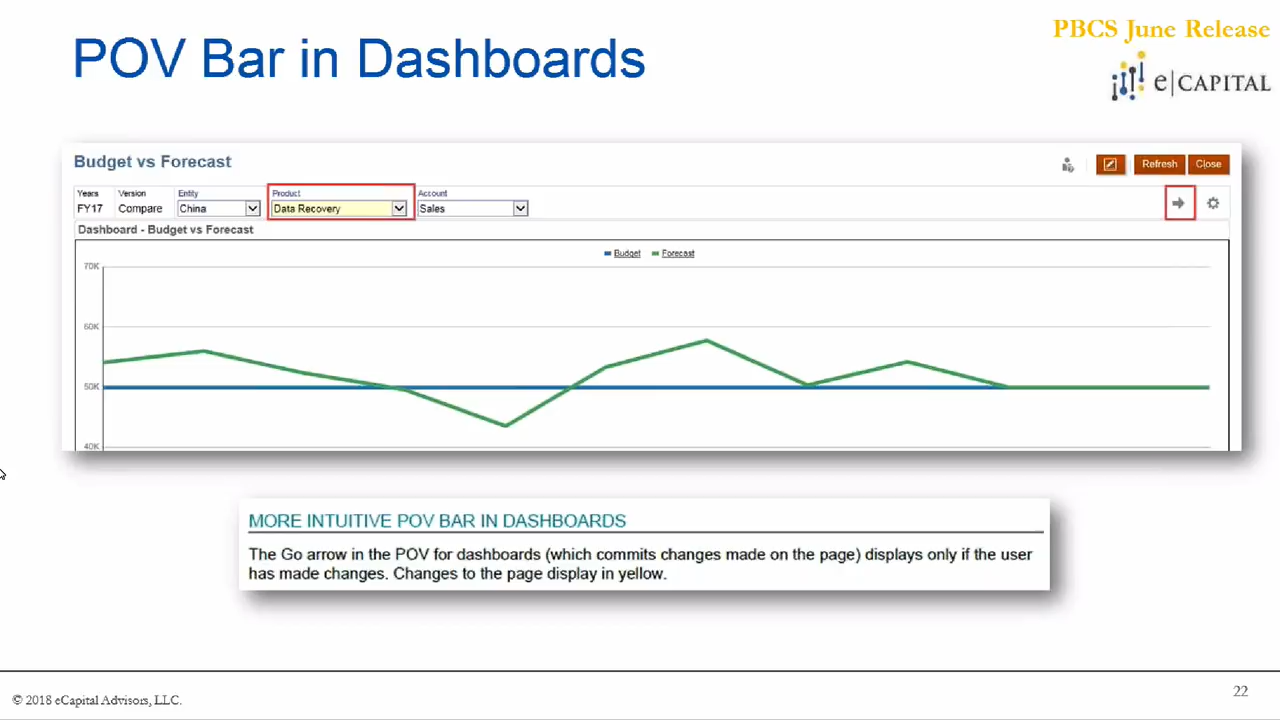 POV Bar in Dashboards
PBCS June Release
e|CAPITAL
Budget vs Forecast
Refresh
Close
Years Version Entity Product Account
FY17 Compare China Data Recovery Sales
Dashboard - Budget vs Forecast
Budget Forecast
70K
60K
50K
40K
MORE INTUITIVE POV BAR IN DASHBOARDS
The Go arrow in the POV for dashboards (which commits changes made on the page) displays only if the user
has made changes. Changes to the page display in yellow.
© 2018 eCapital Advisors, LLC.
22